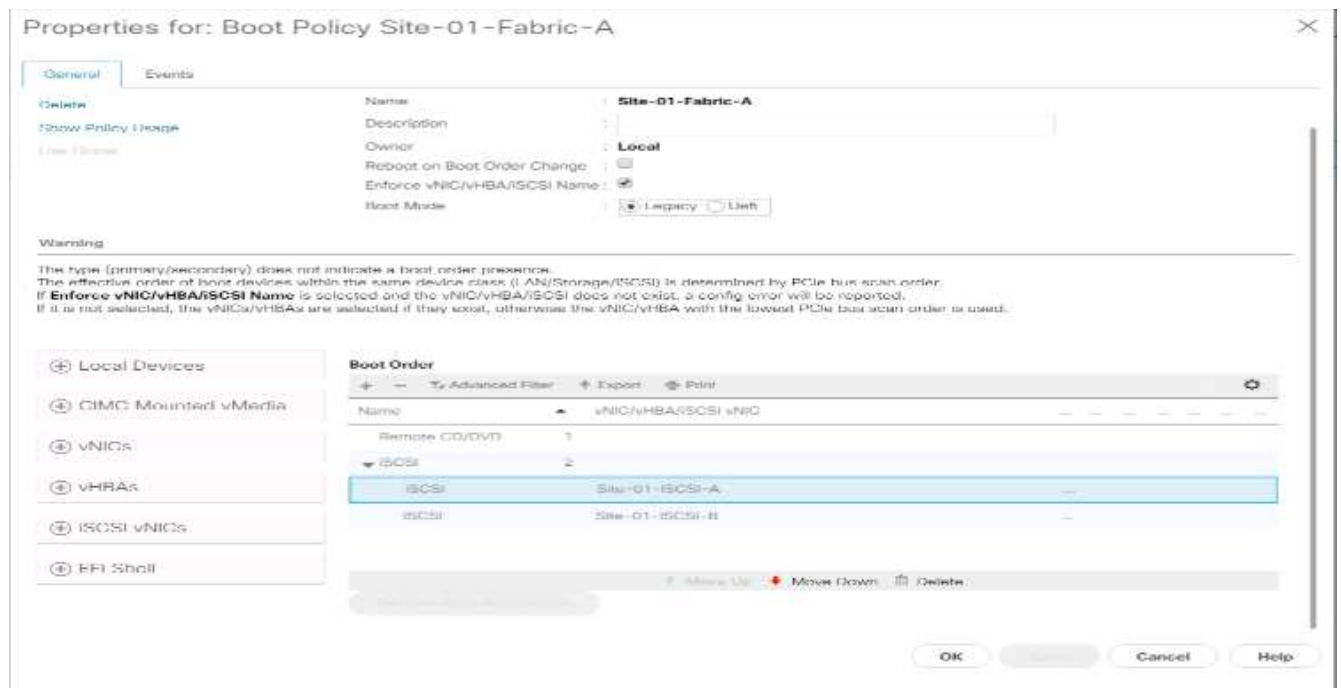 Properties for: Boot Policy Site-01-Fabric-A
General Events
Delete
Show Policy Usage
Name : Site-01-Fabric-A
Description :
Owner : Local
Reboot on Boot Order Change :
Enforce vNIC/vHBA/iSCSI Name :
Boot Mode : Legacy Uefi
Warning
The type (primary/secondary) does not indicate a boot order presence.
The effective order of boot devices within the same device class (LAN/Storage/iSCSI) is determined by PCIe bus scan order.
If Enforce vNIC/vHBA/iSCSI Name is selected and the vNIC/vHBA/iSCSI does not exist, a config error will be reported.
If it is not selected, the vNICs/vHBAs are selected if they exist, otherwise the vNIC/vHBA with the lowest PCIe bus scan order is used.
Local Devices
CIMC Mounted vMedia
vNICs
vHBAs
iSCSI vNICs
EFI Shell
Boot Order
+ − Advanced Filter Export Print
Name vNIC/vHBA/iSCSI vNIC ... ... ... ... ... ...
Remote CD/DVD 1
iSCSI 2
iSCSI Site-01-iSCSI-A ...
iSCSI Site-01-iSCSI-B ...
Move Up Move Down Delete
OK Cancel Help